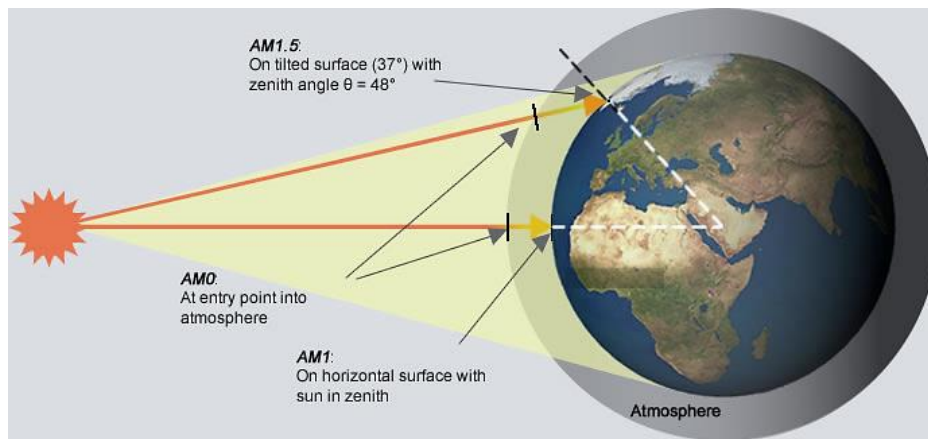 AM1.5:
On tilted surface (37°) with
zenith angle θ = 48°
AM0:
At entry point into
atmosphere
AM1:
On horizontal surface with
sun in zenith
Atmosphere